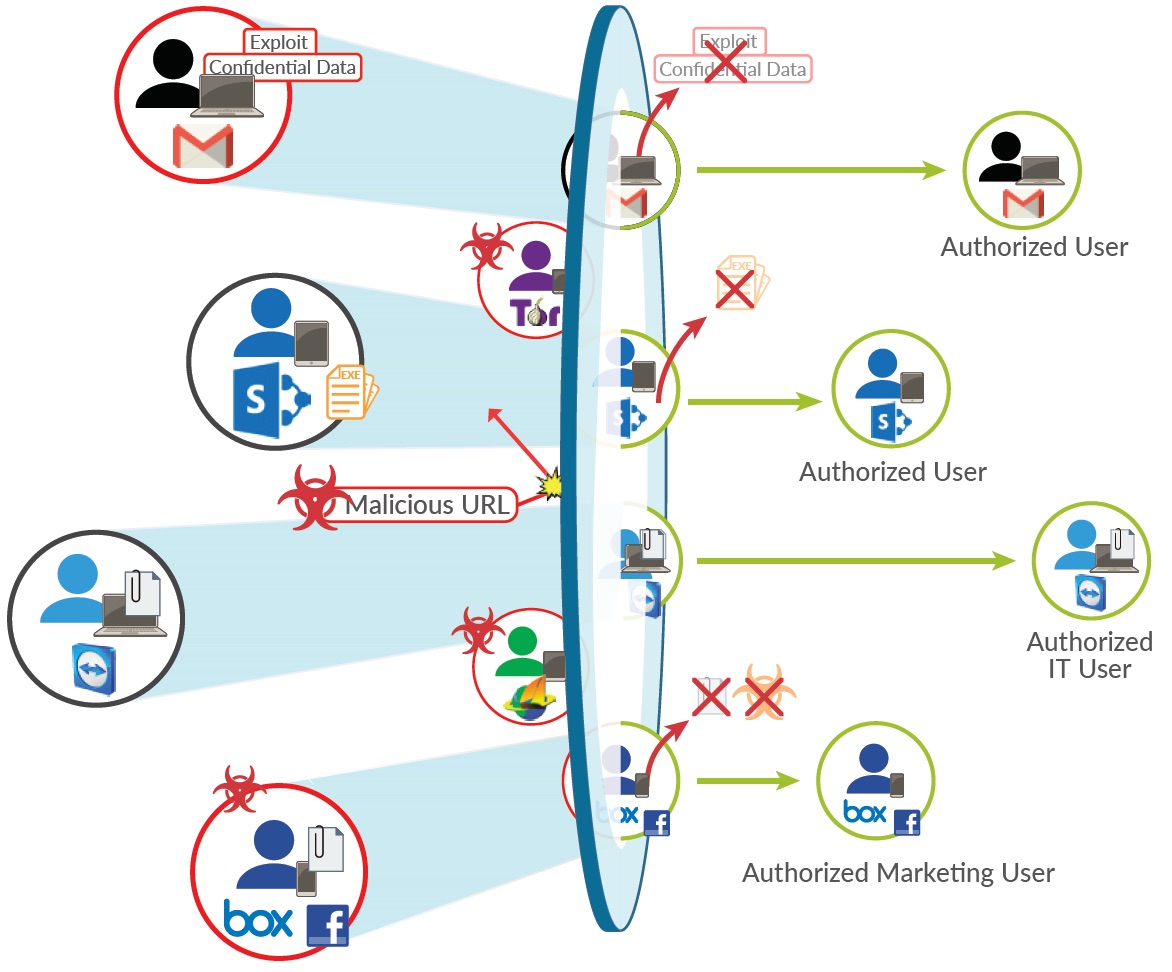 Exploit
Confidential Data
Exploit
Confidential Data
Authorized User
Tor
EXE
S
EXE
S
S
Authorized User
Malicious URL
Authorized
IT User
box
f
box
f
box
f
Authorized Marketing User